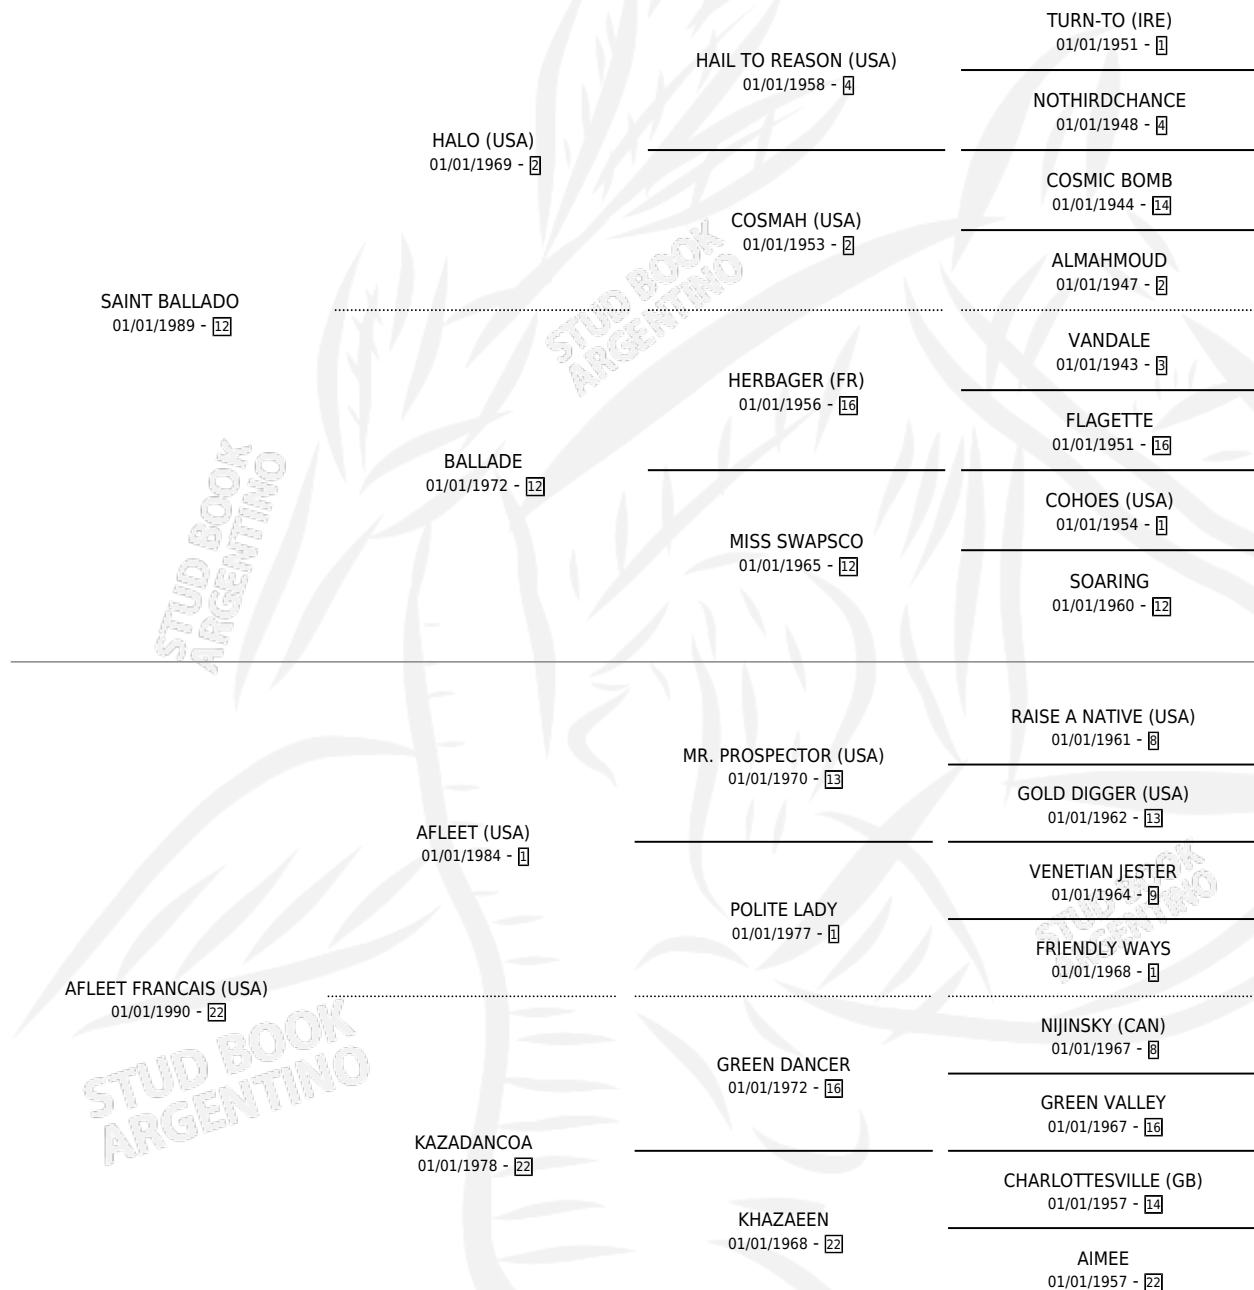 TURN-TO (IRE)
01/01/1951 - 1
HAIL TO REASON (USA)
01/01/1958 - 4
NOTHIRDCHANCE
01/01/1948 - 4
HALO (USA)
01/01/1969 - 2
COSMIC BOMB
01/01/1944 - 14
COSMAH (USA)
01/01/1953 - 2
ALMAHMOUD
01/01/1947 - 2
STUD BOOK
ARGENTINO
SAINT BALLADO
01/01/1989 - 12
VANDALE
01/01/1943 - 3
HERBAGER (FR)
01/01/1956 - 16
FLAGETTE
01/01/1951 - 16
BALLADE
01/01/1972 - 12
COHOES (USA)
01/01/1954 - 1
MISS SWAPSCO
01/01/1965 - 12
SOARING
01/01/1960 - 12
STUD BOOK
ARGENTINO
RAISE A NATIVE (USA)
01/01/1961 - 8
MR. PROSPECTOR (USA)
01/01/1970 - 13
GOLD DIGGER (USA)
01/01/1962 - 13
AFLEET (USA)
01/01/1984 - 1
VENETIAN JESTER
01/01/1964 - 9
POLITE LADY
01/01/1977 - 1
FRIENDLY WAYS
01/01/1968 - 1
STUD BOOK
ARGENTINO
AFLEET FRANCAIS (USA)
01/01/1990 - 22
NIJINSKY (CAN)
01/01/1967 - 8
GREEN DANCER
01/01/1972 - 16
GREEN VALLEY
01/01/1967 - 16
STUD BOOK
ARGENTINO
KAZADANCOA
01/01/1978 - 22
CHARLOTTESVILLE (GB)
01/01/1957 - 14
KHAZAEEN
01/01/1968 - 22
AIMEE
01/01/1957 - 22